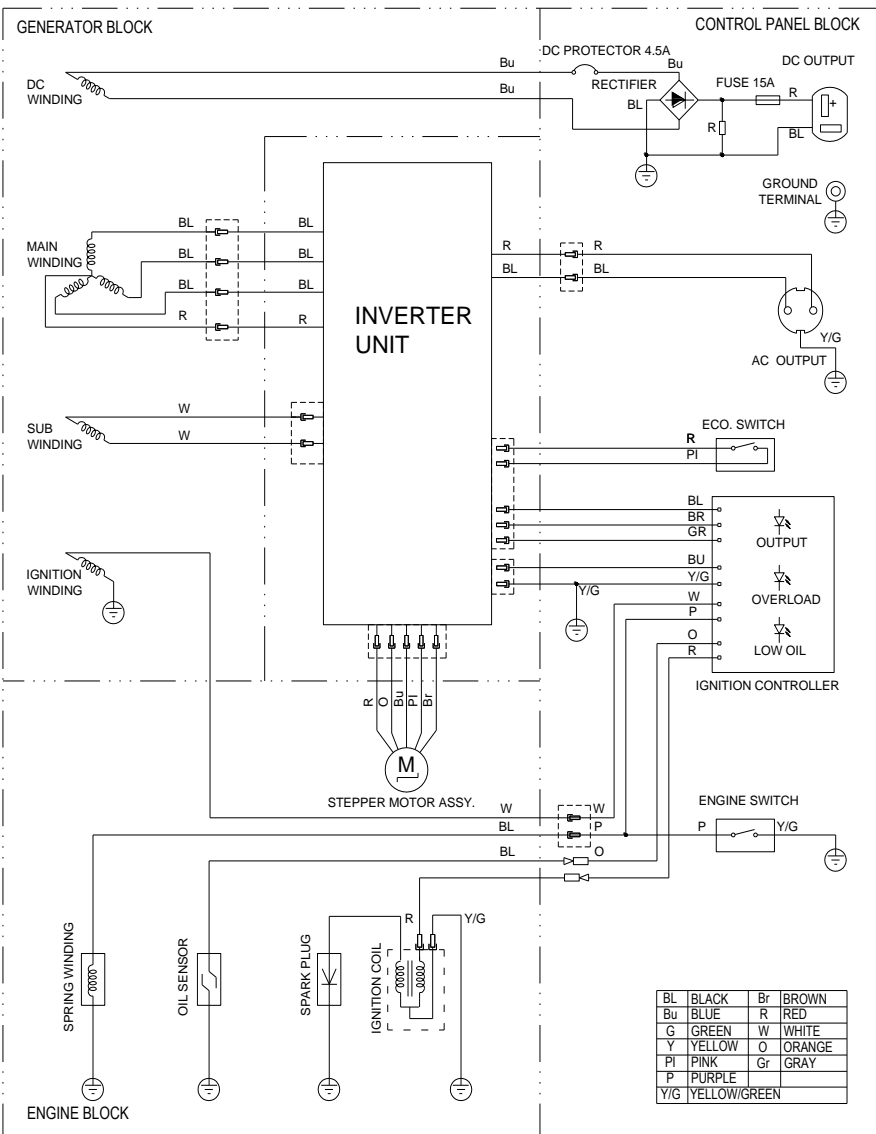 GENERATOR BLOCK
CONTROL PANEL BLOCK
DC PROTECTOR 4.5A
DC OUTPUT
Bu
Bu
DC
WINDING
Bu
RECTIFIER
FUSE 15A
BL
R
R
+
BL
GROUND
TERMINAL
MAIN
WINDING
BL
BL
BL
BL
BL
BL
R
R
R
R
BL
BL
INVERTER
UNIT
Y/G
AC OUTPUT
SUB
WINDING
W
W
ECO. SWITCH
R
PI
IGNITION
WINDING
BL
BR
GR
BU
Y/G
Y/G
W
P
O
R
OUTPUT
OVERLOAD
LOW OIL
IGNITION CONTROLLER
R
O
Bu
PI
Br
M
STEPPER MOTOR ASSY.
W
W
BL
P
ENGINE SWITCH
P
Y/G
BL
O
SPRING WINDING
OIL SENSOR
SPARK PLUG
IGNITION COIL
R
Y/G
BL BLACK Br BROWN
Bu BLUE R RED
G GREEN W WHITE
Y YELLOW O ORANGE
PI PINK Gr GRAY
P PURPLE
Y/G YELLOW/GREEN
ENGINE BLOCK